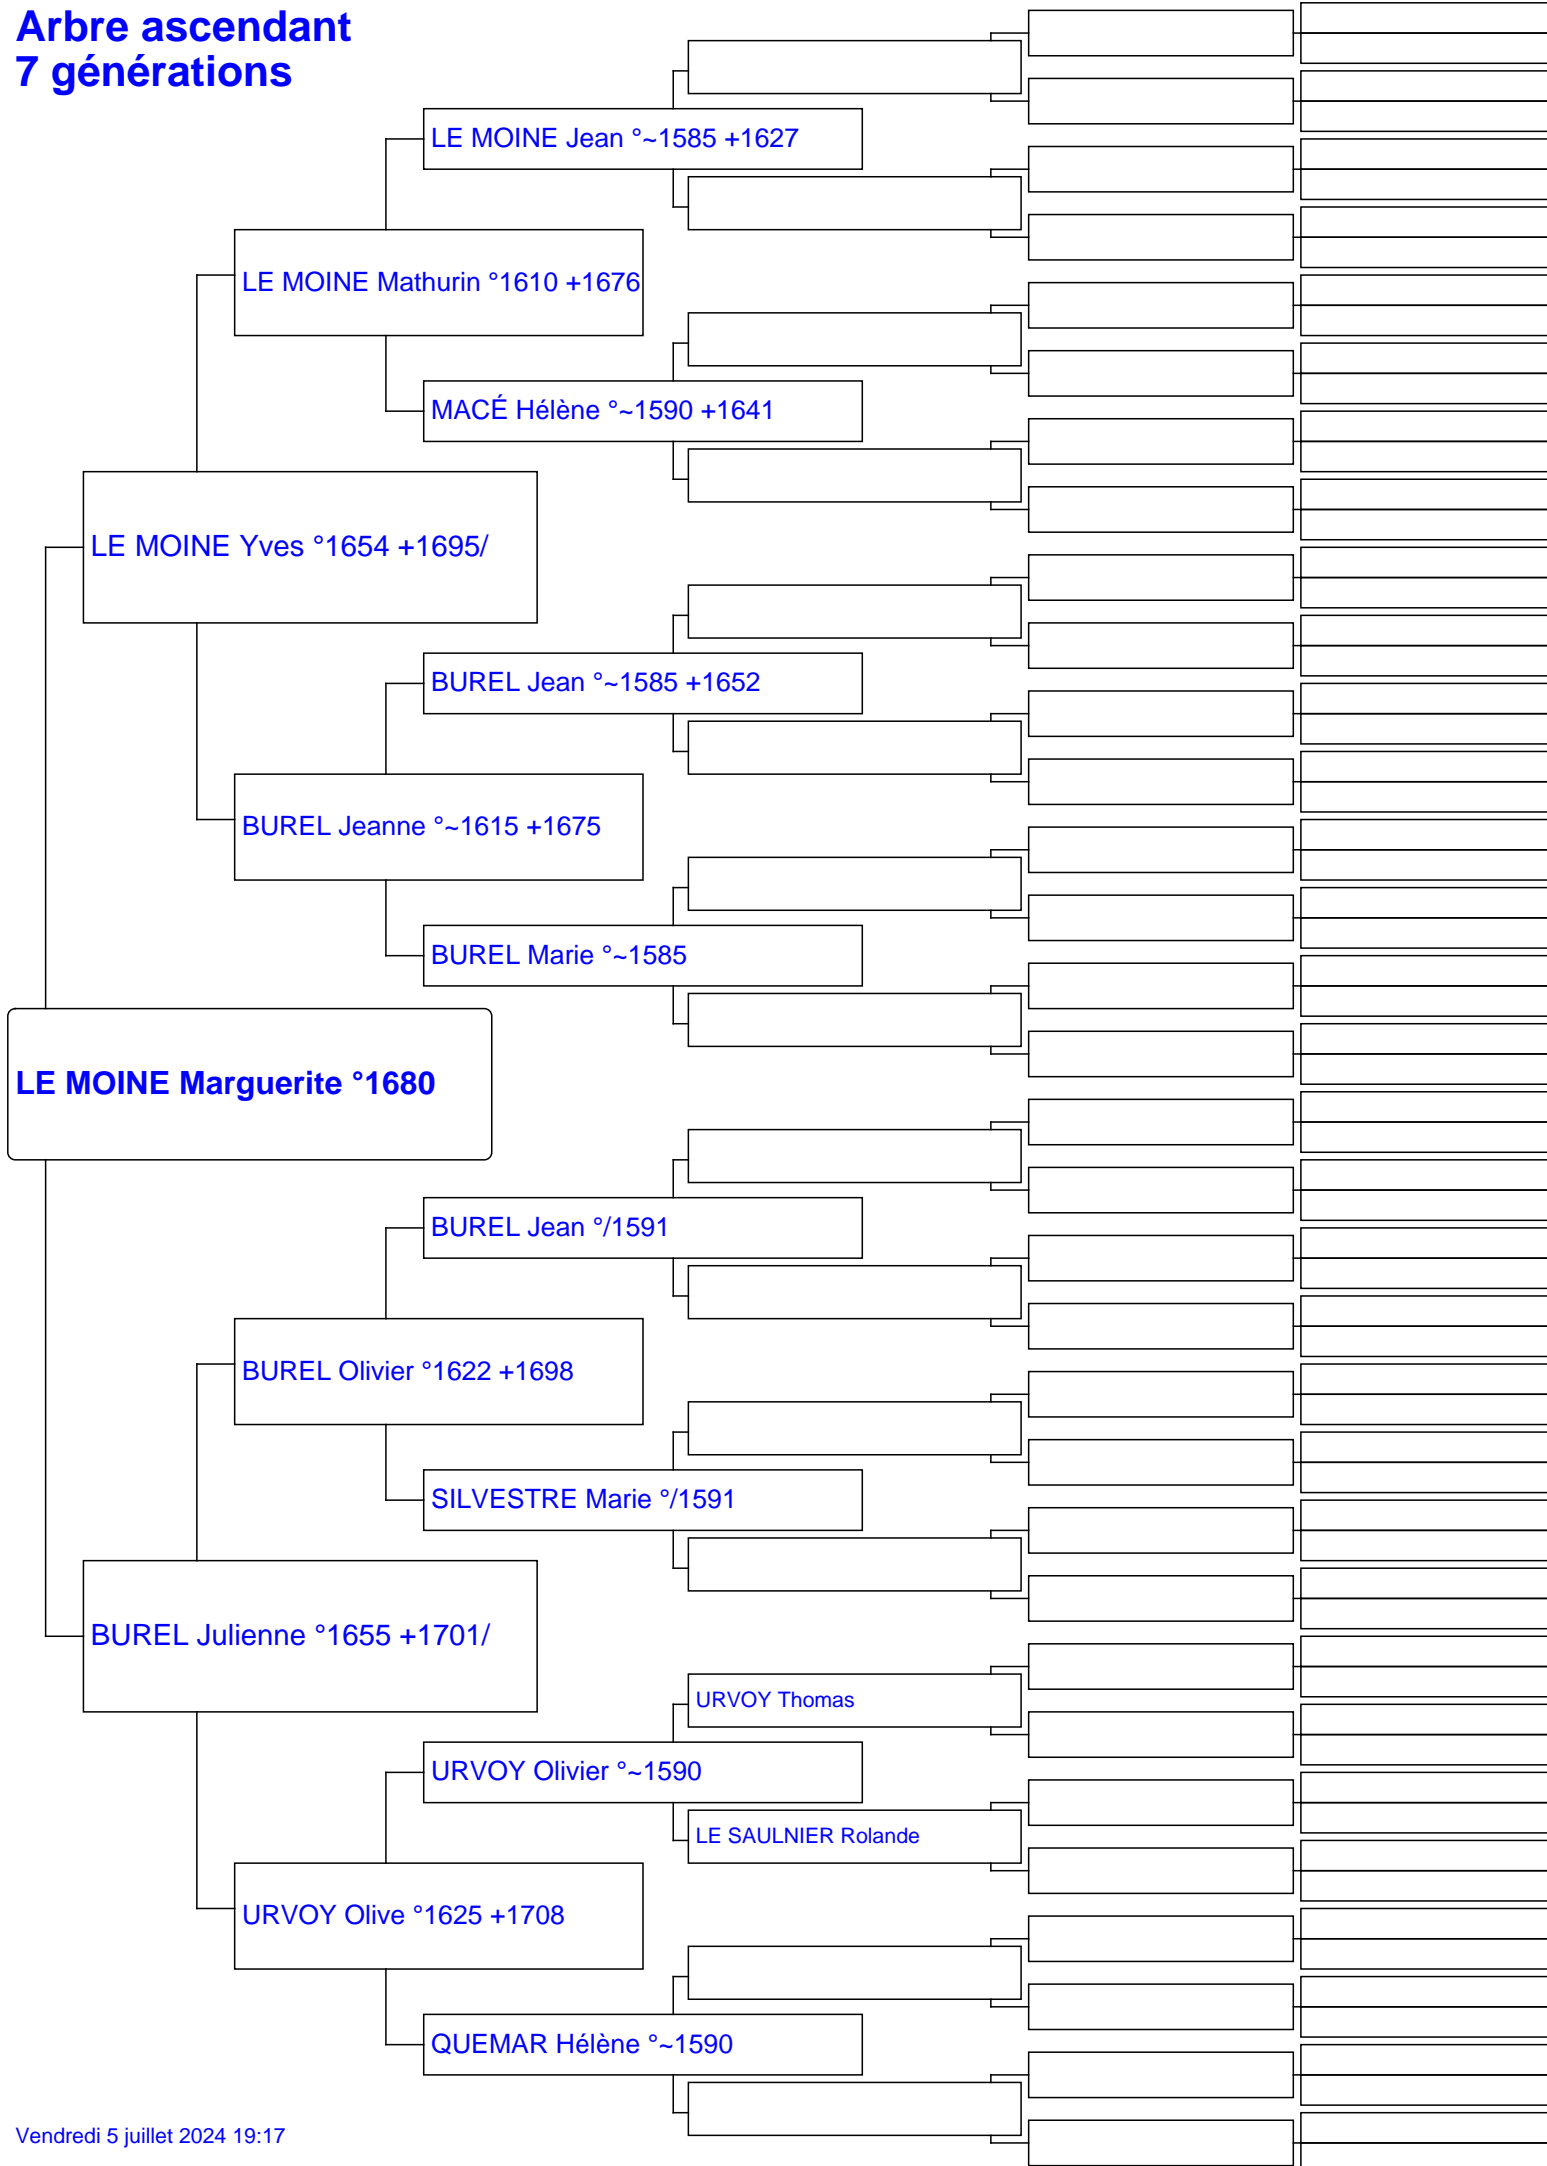 Arbre ascendant
7 générations
LE MOINE Jean °~1585 +1627
LE MOINE Mathurin °1610 +1676
MACÉ Hélène °~1590 +1641
LE MOINE Yves °1654 +1695/
BUREL Jean °~1585 +1652
BUREL Jeanne °~1615 +1675
BUREL Marie °~1585
LE MOINE Marguerite °1680
BUREL Jean °/1591
BUREL Olivier °1622 +1698
SILVESTRE Marie °/1591
BUREL Julienne °1655 +1701/
URVOY Thomas
URVOY Olivier °~1590
LE SAULNIER Rolande
URVOY Olive °1625 +1708
QUEMAR Hélène °~1590
Vendredi 5 juillet 2024 19:17